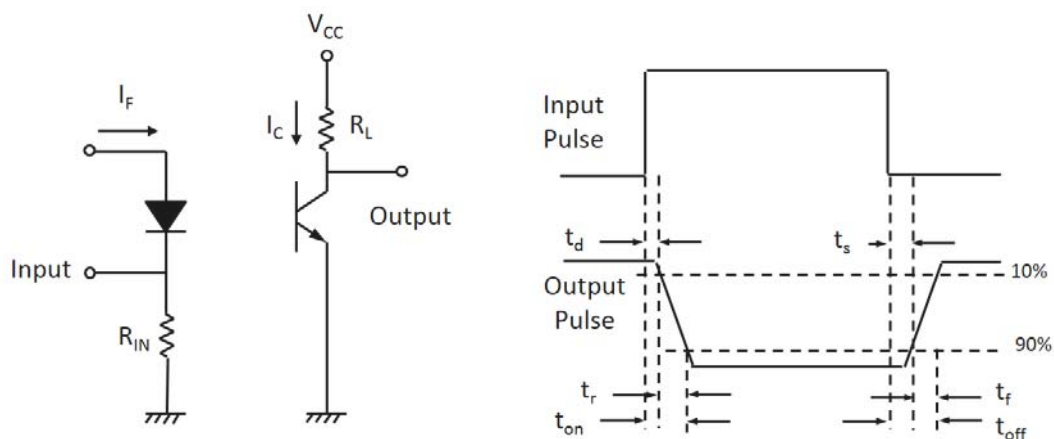 V_CC
I_F
I_C
R_L
Input
Output
R_IN
Input
Pulse
t_d
t_s
10%
Output
Pulse
90%
t_r
t_f
t_on
t_off